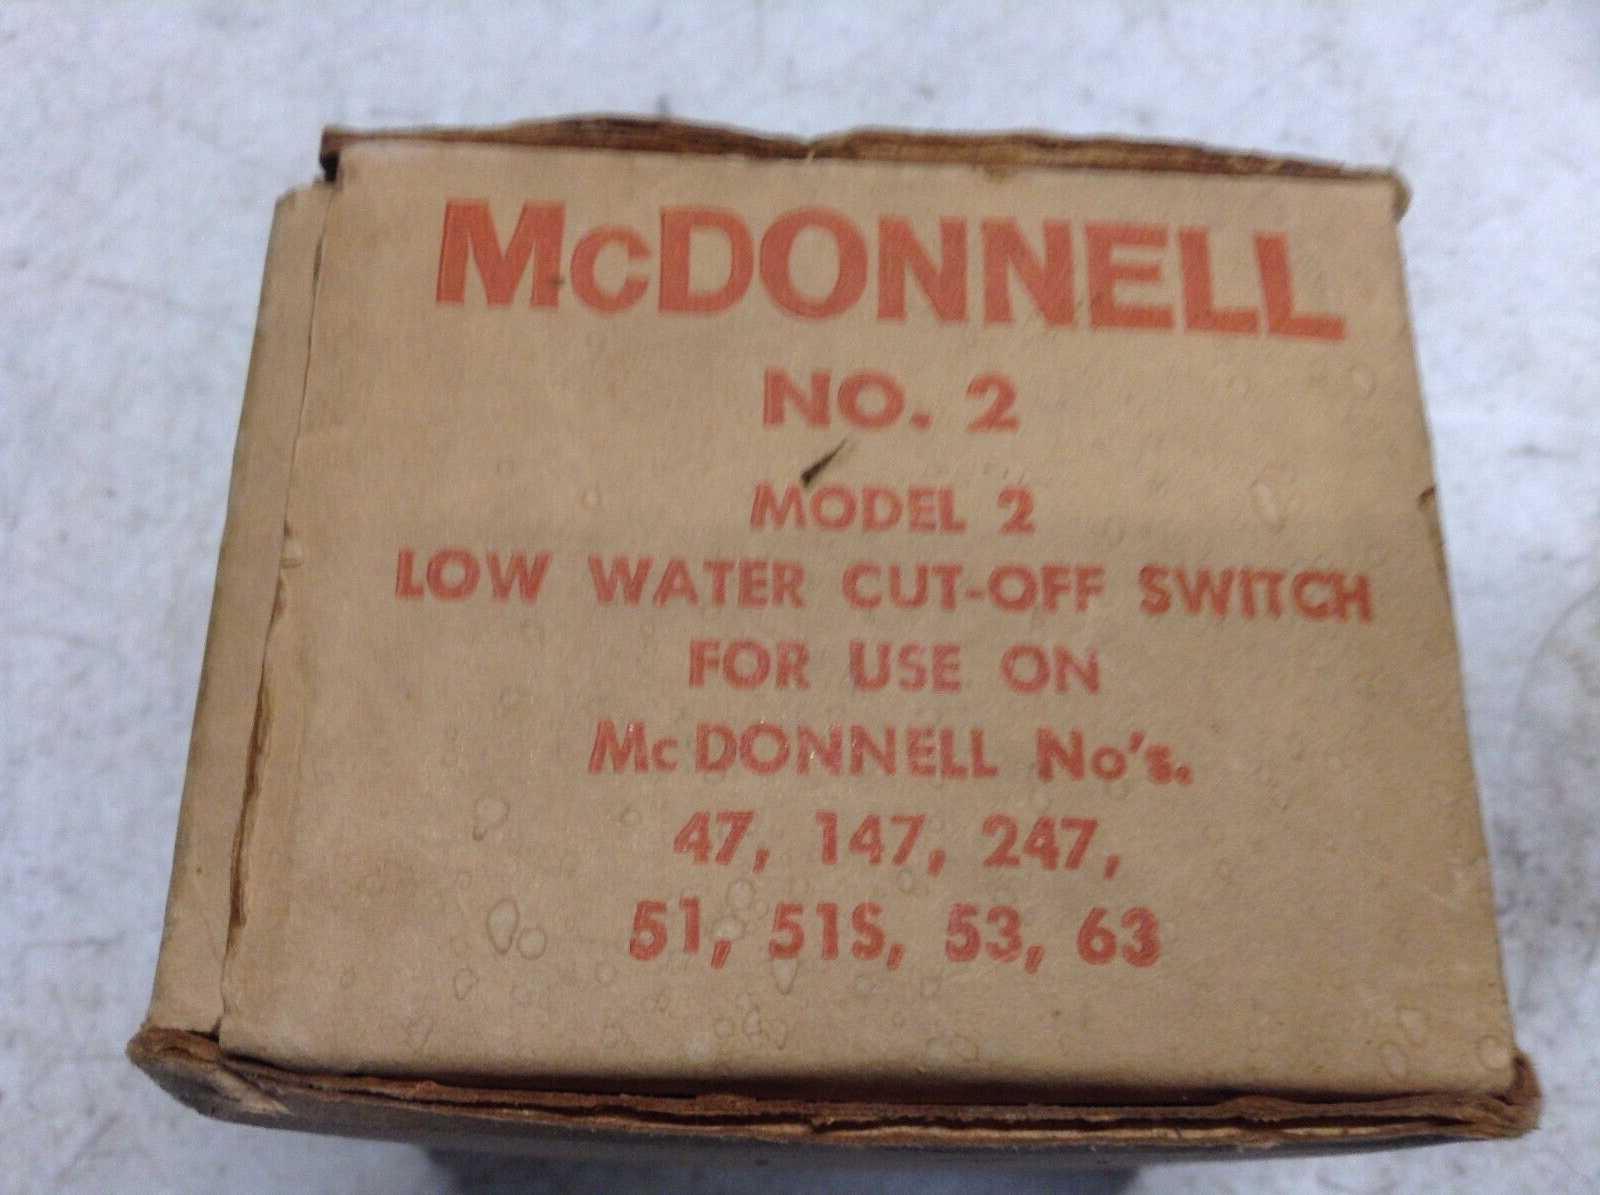 McDONNELL
NO. 2
MODEL 2
LOW WATER CUT-OFF SWITCH
FOR USE ON
McDONNELL No's.
47, 147, 247,
51, 51S, 53, 63